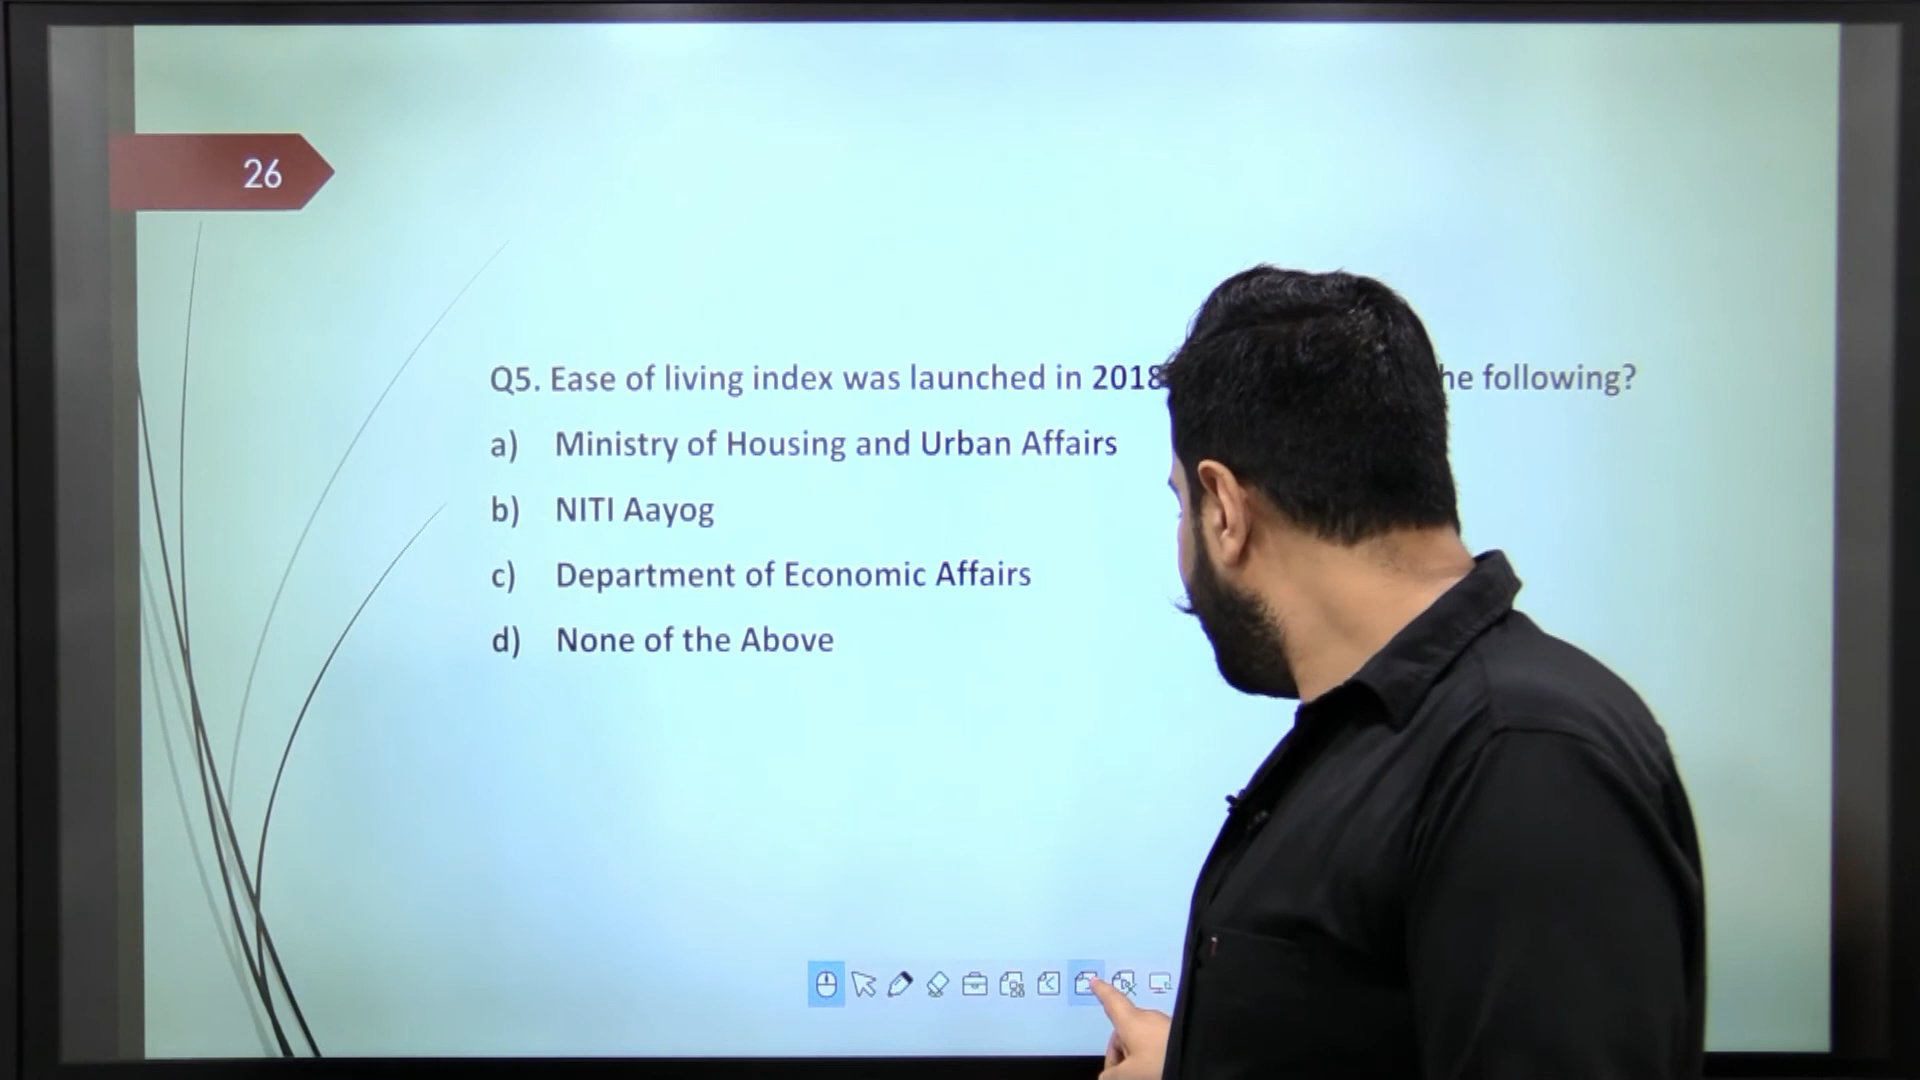 26
Q5. Ease of living index was launched in 2018 he following?
a) Ministry of Housing and Urban Affairs
b) NITI Aayog
c) Department of Economic Affairs
d) None of the Above